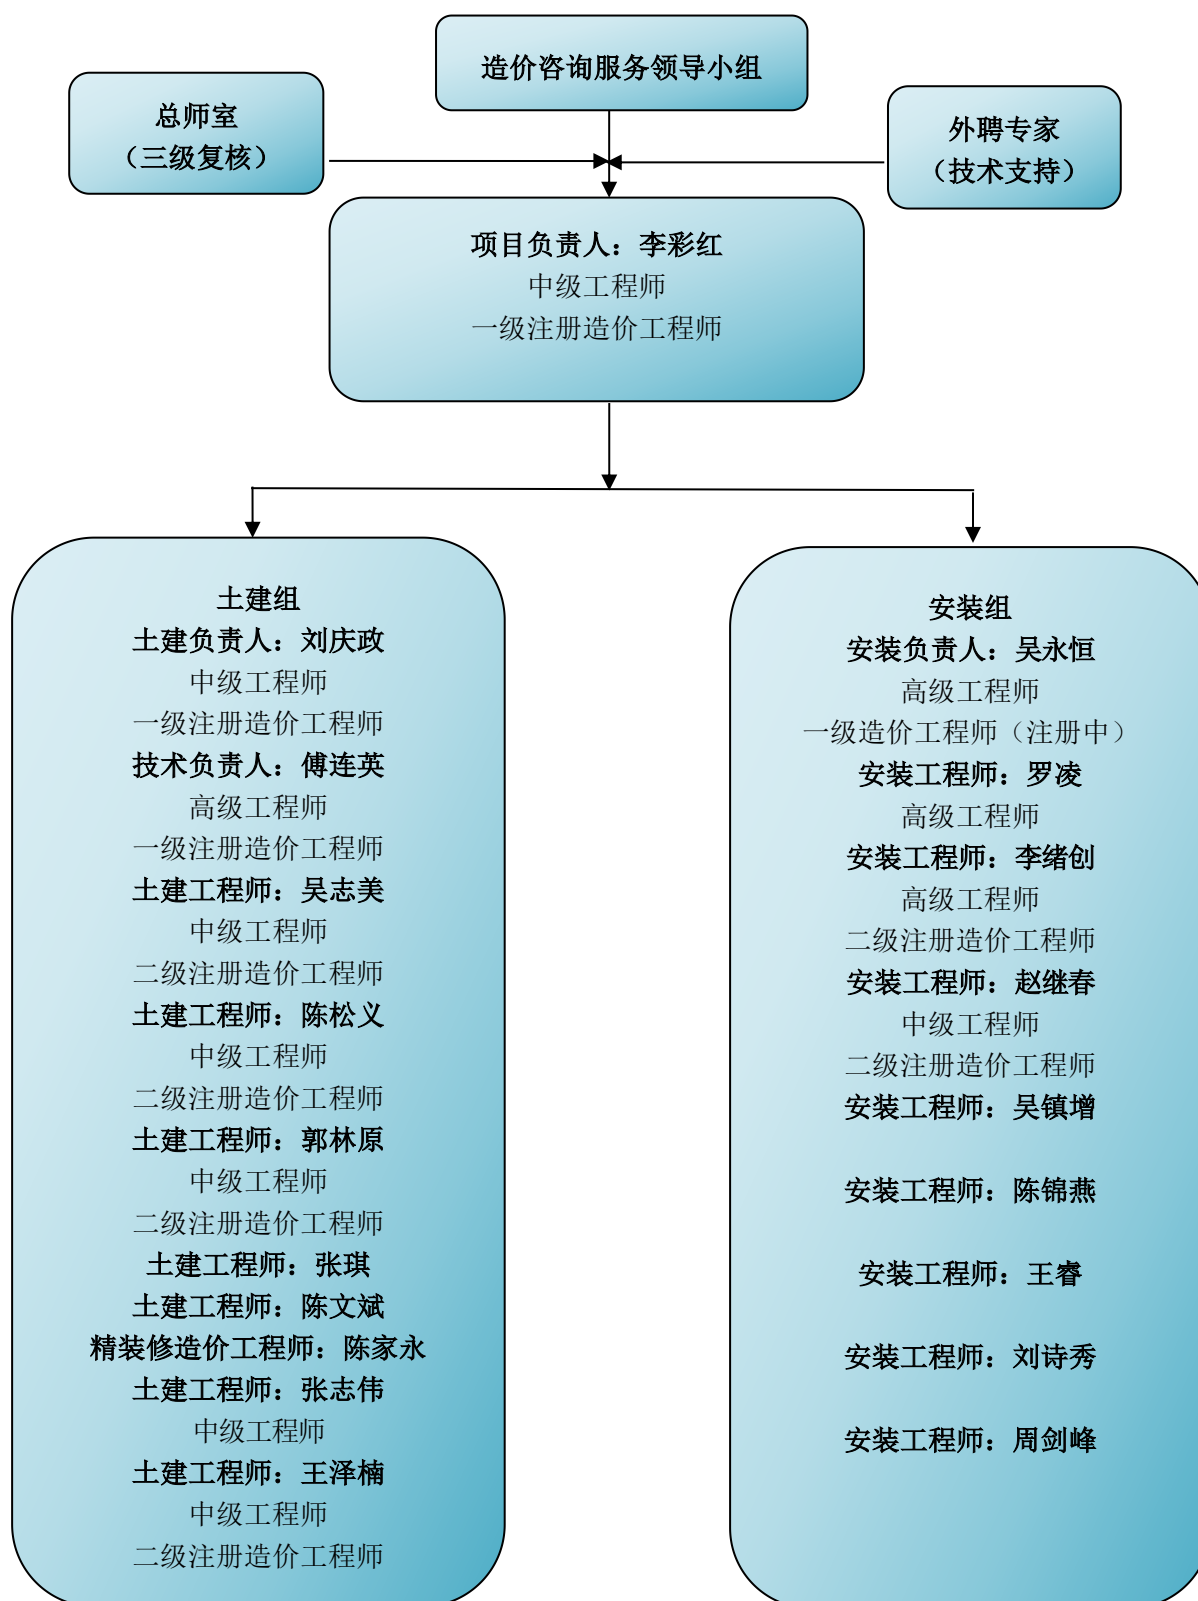 造价咨询服务领导小组
总师室
（三级复核）
外聘专家
（技术支持）
项目负责人：李彩红
中级工程师
一级注册造价工程师
土建组
土建负责人：刘庆政
中级工程师
一级注册造价工程师
技术负责人：傅连英
高级工程师
一级注册造价工程师
土建工程师：吴志美
中级工程师
二级注册造价工程师
土建工程师：陈松义
中级工程师
二级注册造价工程师
土建工程师：郭林原
中级工程师
二级注册造价工程师
土建工程师：张琪
土建工程师：陈文斌
精装修造价工程师：陈家永
土建工程师：张志伟
中级工程师
土建工程师：王泽楠
中级工程师
二级注册造价工程师
安装组
安装负责人：吴永恒
高级工程师
一级造价工程师（注册中）
安装工程师：罗凌
高级工程师
安装工程师：李绪创
高级工程师
二级注册造价工程师
安装工程师：赵继春
中级工程师
二级注册造价工程师
安装工程师：吴镇增
安装工程师：陈锦燕
安装工程师：王睿
安装工程师：刘诗秀
安装工程师：周剑峰